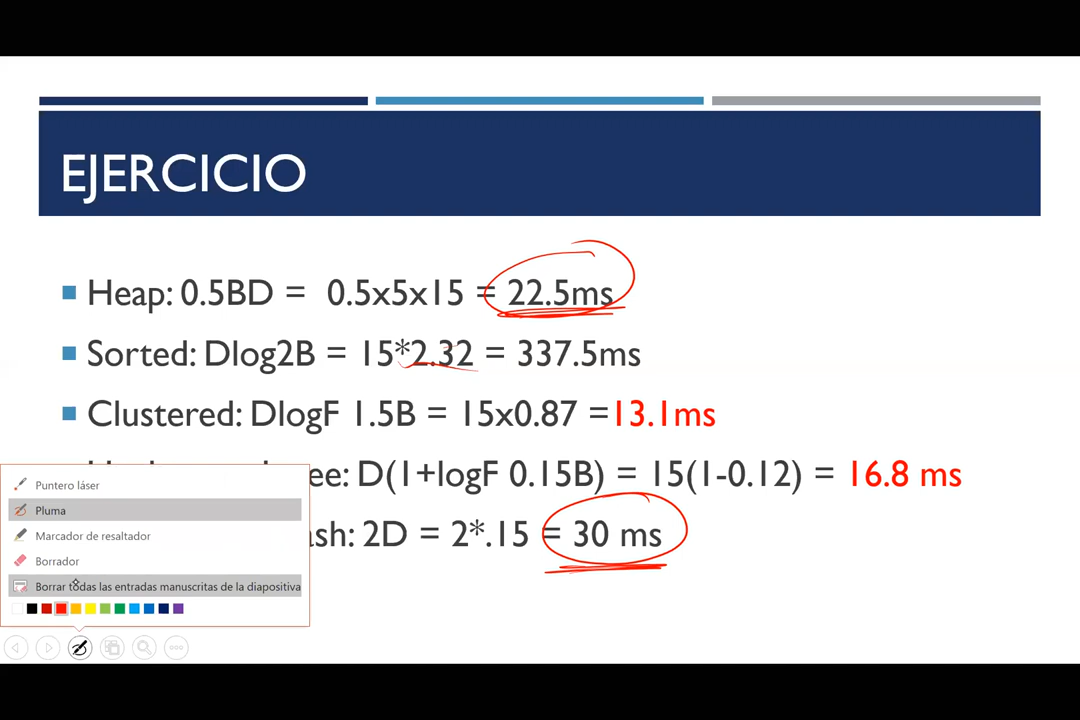 EJERCICIO
Heap: 0.5BD = 0.5x5x15 = 22.5ms
Sorted: Dlog2B = 15*2.32 = 337.5ms
Clustered: DlogF 1.5B = 15x0.87 =13.1ms
ee: D(1+logF 0.15B) = 15(1-0.12) = 16.8 ms
ash: 2D = 2*.15 = 30 ms
Puntero láser
Pluma
Marcador de resaltador
Borrador
Borrar todas las entradas manuscritas de la diapositiva